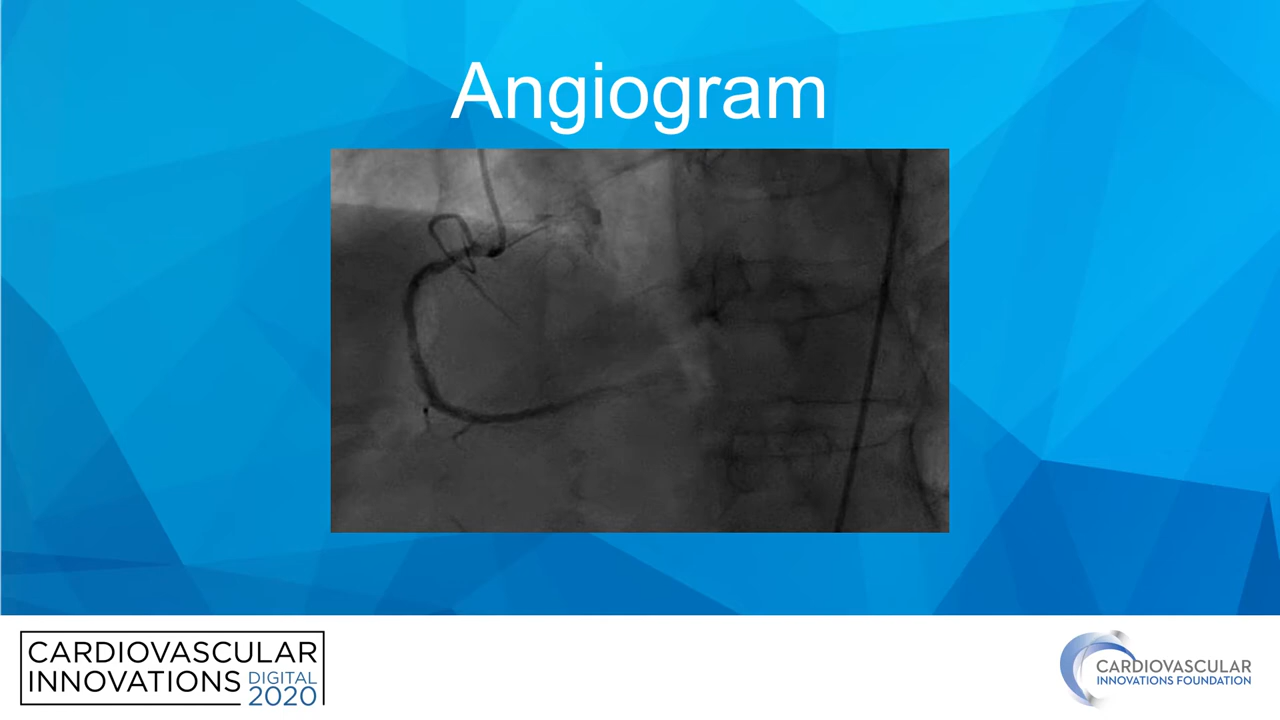 Angiogram
CARDIOVASCULAR
INNOVATIONS DIGITAL
2020
CARDIOVASCULAR
INNOVATIONS FOUNDATION